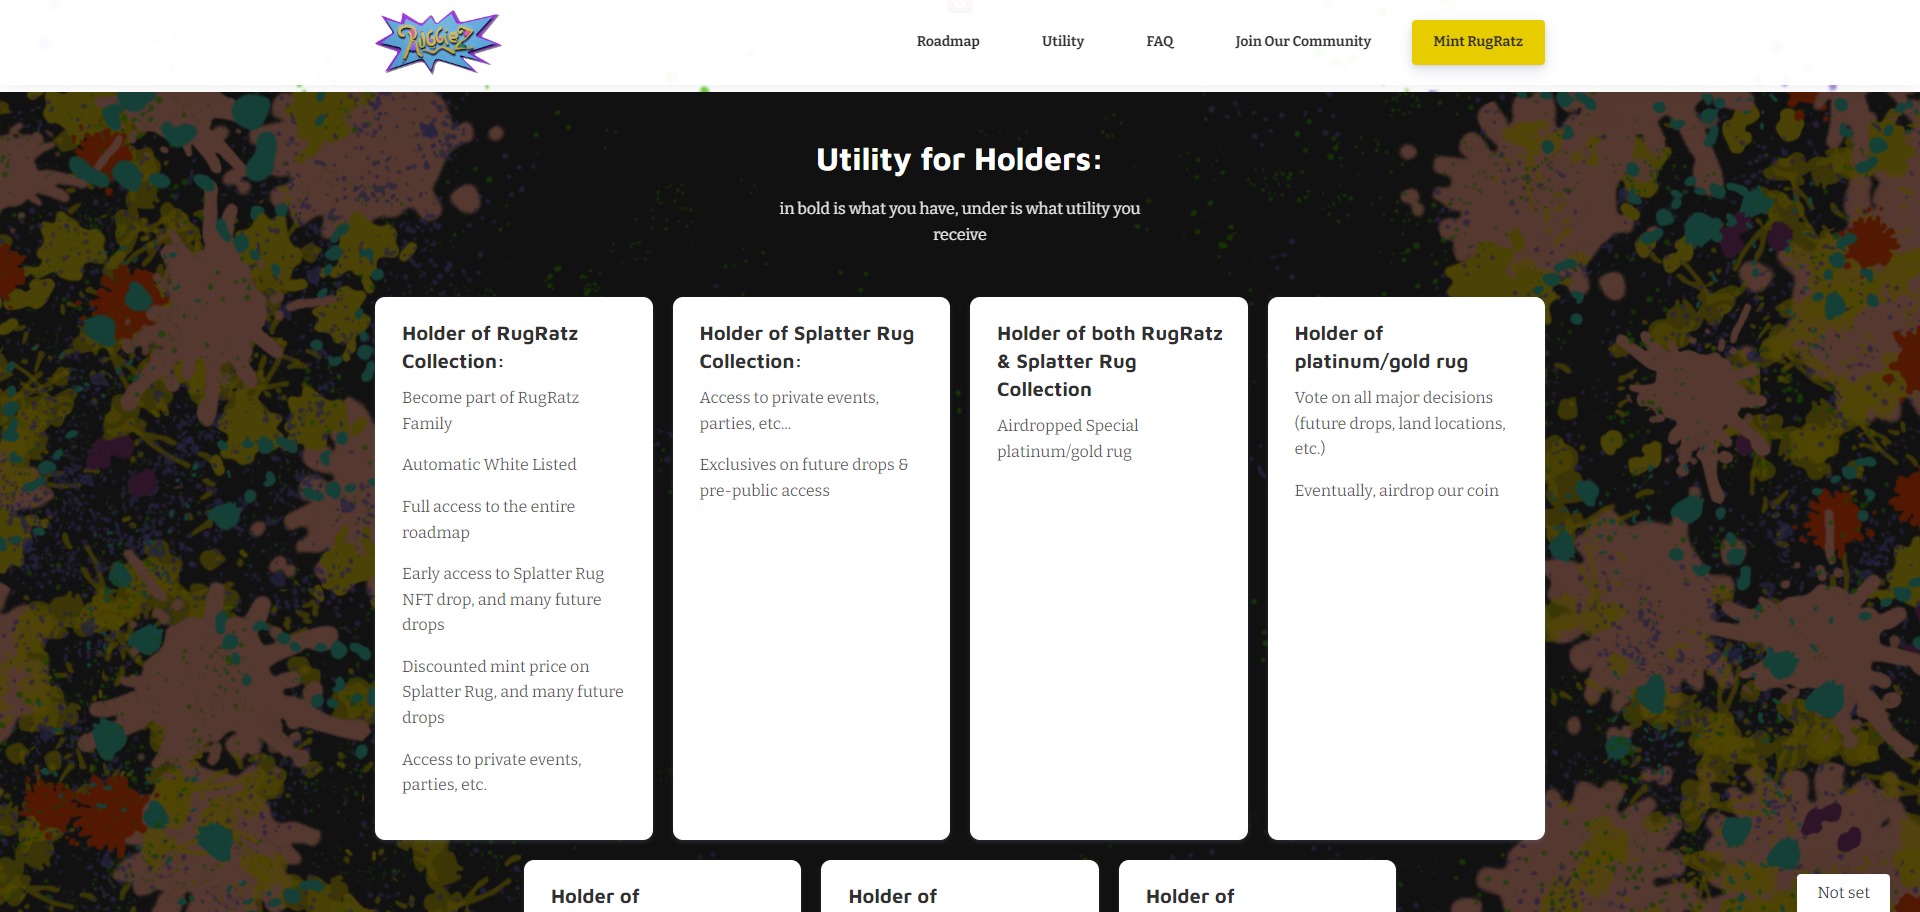 RuggieZ
Roadmap
Utility
FAQ
Join Our Community
Mint RugRatz
Utility for Holders:
in bold is what you have, under is what utility you
receive
Holder of RugRatz
Collection:
Become part of RugRatz
Family
Automatic White Listed
Full access to the entire
roadmap
Early access to Splatter Rug
NFT drop, and many future
drops
Discounted mint price on
Splatter Rug, and many future
drops
Access to private events,
parties, etc.
Holder of Splatter Rug
Collection:
Access to private events,
parties, etc...
Exclusives on future drops &
pre-public access
Holder of both RugRatz
& Splatter Rug
Collection
Airdropped Special
platinum/gold rug
Holder of
platinum/gold rug
Vote on all major decisions
(future drops, land locations,
etc.)
Eventually, airdrop our coin
Holder of
Holder of
Holder of
Not set